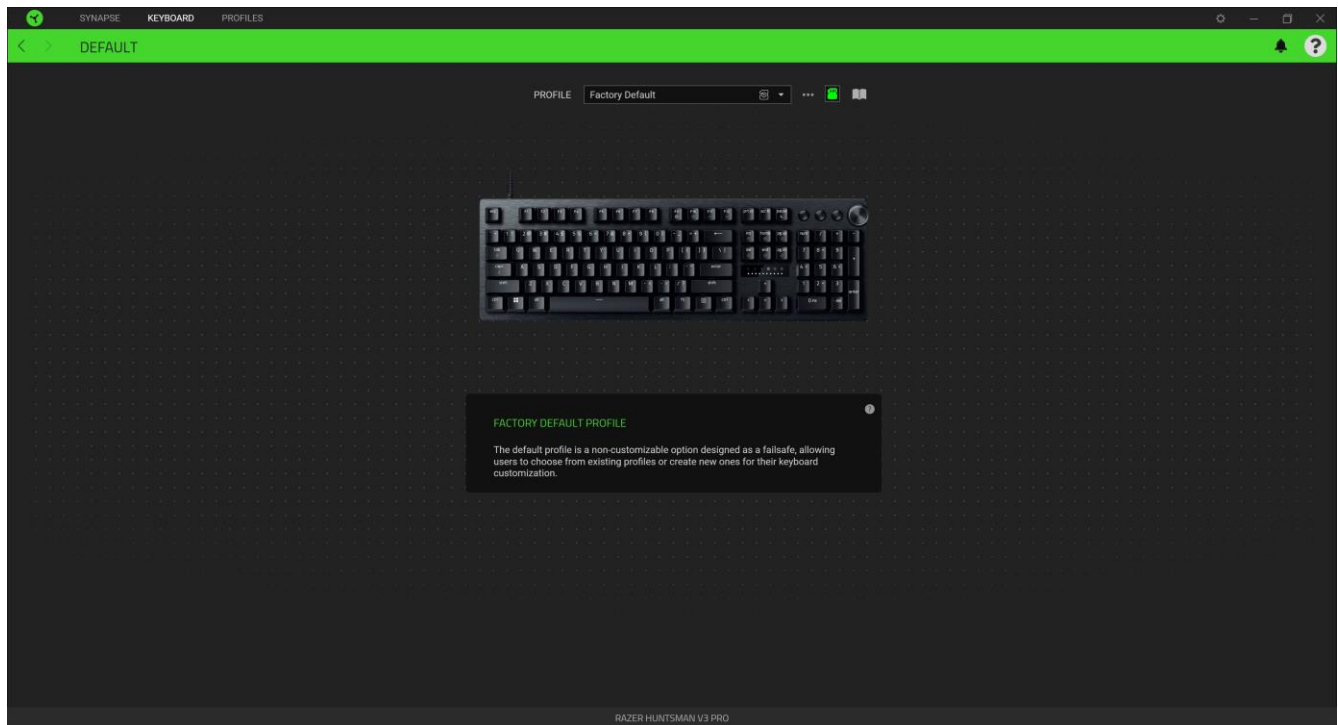 SYNAPSE KEYBOARD PROFILES
DEFAULT
?
PROFILE Factory Default
FACTORY DEFAULT PROFILE
?
The default profile is a non-customizable option designed as a failsafe, allowing
users to choose from existing profiles or create new ones for their keyboard
customization.
RAZER HUNTSMAN V3 PRO